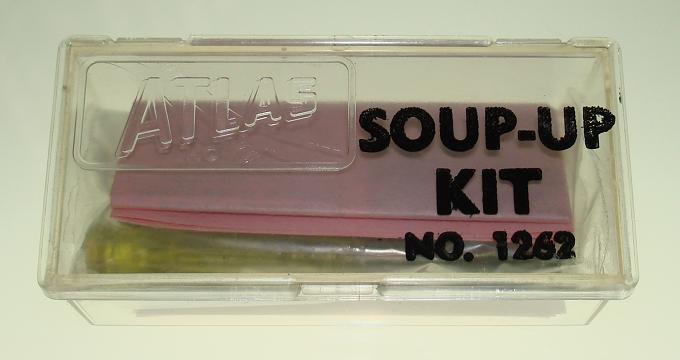 ATLAS
SOUP-UP
KIT
NO. 1262